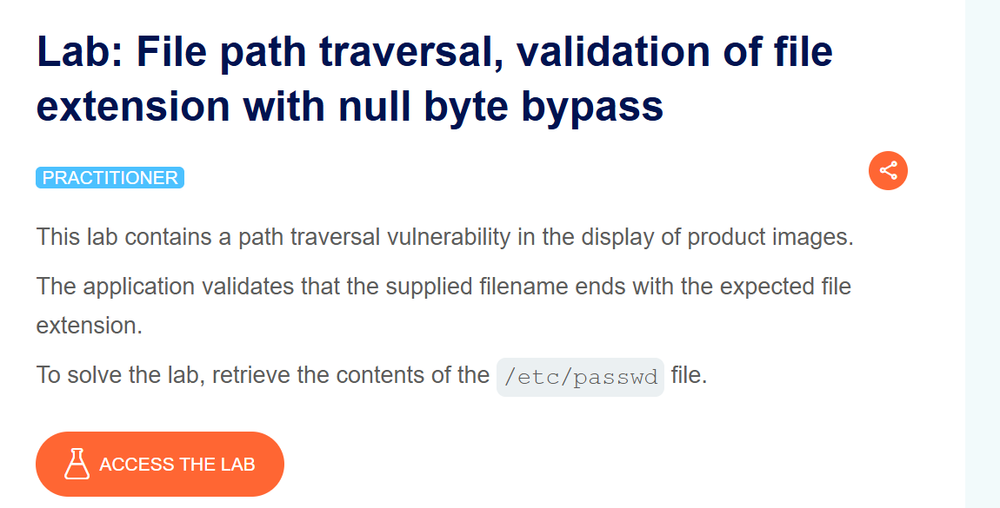 Lab: File path traversal, validation of file
extension with null byte bypass
PRACTITIONER
This lab contains a path traversal vulnerability in the display of product images.
The application validates that the supplied filename ends with the expected file
extension.
To solve the lab, retrieve the contents of the /etc/passwd file.
ACCESS THE LAB